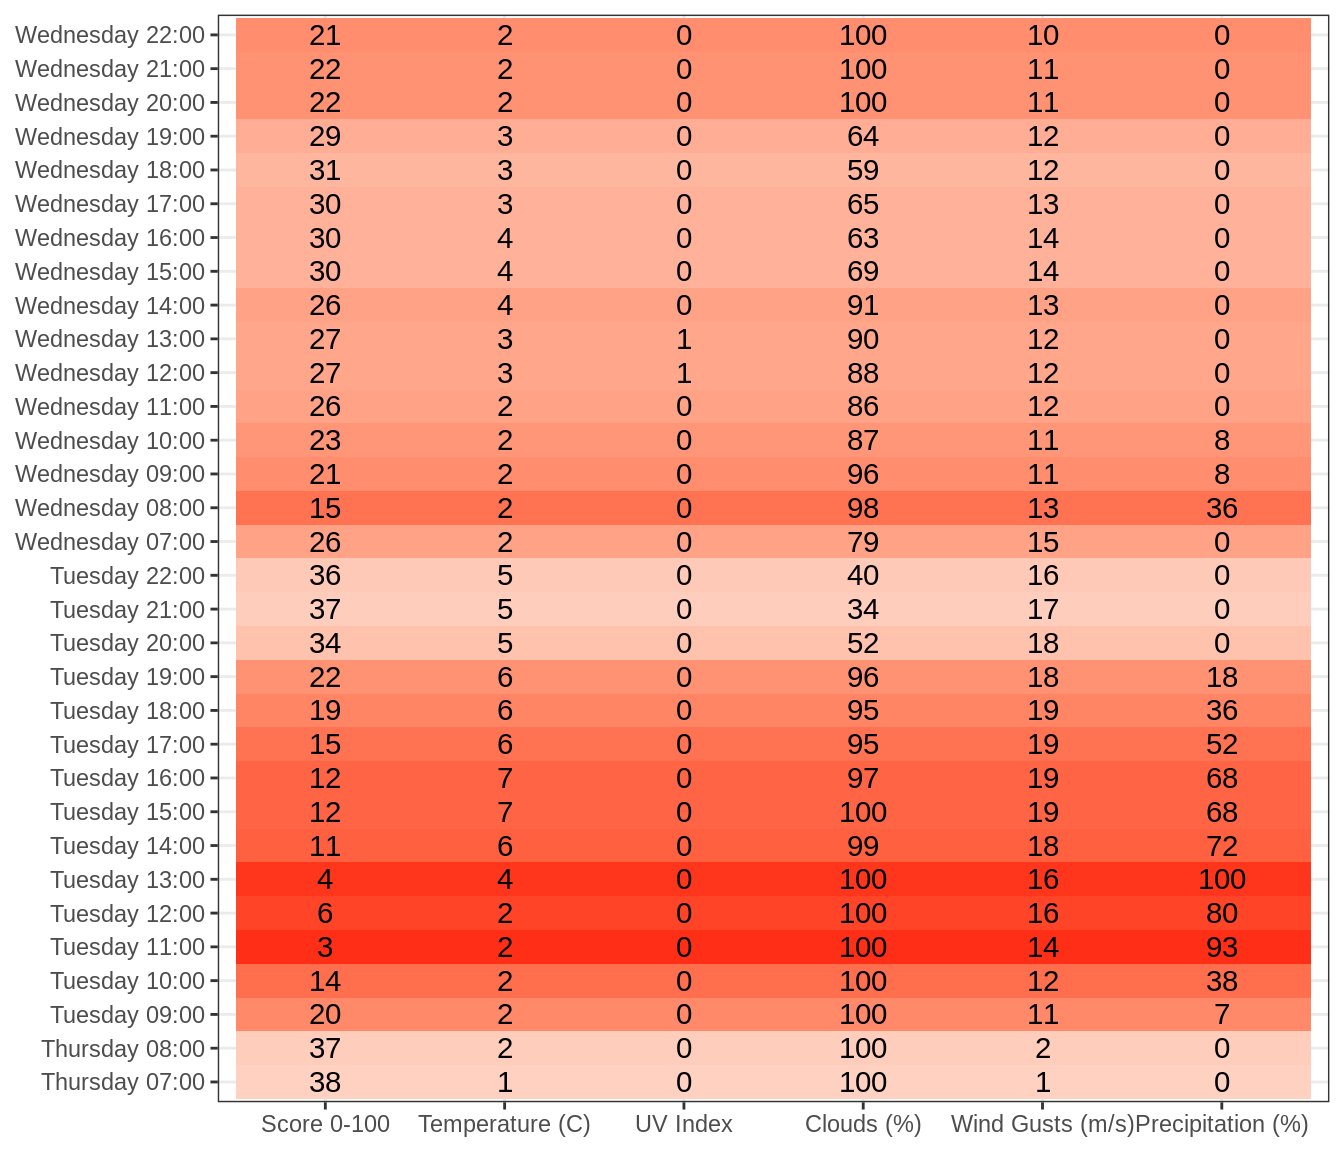 Wednesday 22:00 21 2 0 100 10 0
Wednesday 21:00 22 2 0 100 11 0
Wednesday 20:00 22 2 0 100 11 0
Wednesday 19:00 29 3 0 64 12 0
Wednesday 18:00 31 3 0 59 12 0
Wednesday 17:00 30 3 0 65 13 0
Wednesday 16:00 30 4 0 63 14 0
Wednesday 15:00 30 4 0 69 14 0
Wednesday 14:00 26 4 0 91 13 0
Wednesday 13:00 27 3 1 90 12 0
Wednesday 12:00 27 3 1 88 12 0
Wednesday 11:00 26 2 0 86 12 0
Wednesday 10:00 23 2 0 87 11 8
Wednesday 09:00 21 2 0 96 11 8
Wednesday 08:00 15 2 0 98 13 36
Wednesday 07:00 26 2 0 79 15 0
Tuesday 22:00 36 5 0 40 16 0
Tuesday 21:00 37 5 0 34 17 0
Tuesday 20:00 34 5 0 52 18 0
Tuesday 19:00 22 6 0 96 18 18
Tuesday 18:00 19 6 0 95 19 36
Tuesday 17:00 15 6 0 95 19 52
Tuesday 16:00 12 7 0 97 19 68
Tuesday 15:00 12 7 0 100 19 68
Tuesday 14:00 11 6 0 99 18 72
Tuesday 13:00 4 4 0 100 16 100
Tuesday 12:00 6 2 0 100 16 80
Tuesday 11:00 3 2 0 100 14 93
Tuesday 10:00 14 2 0 100 12 38
Tuesday 09:00 20 2 0 100 11 7
Thursday 08:00 37 2 0 100 2 0
Thursday 07:00 38 1 0 100 1 0
Score 0-100 Temperature (C) UV Index Clouds (%) Wind Gusts (m/s) Precipitation (%)